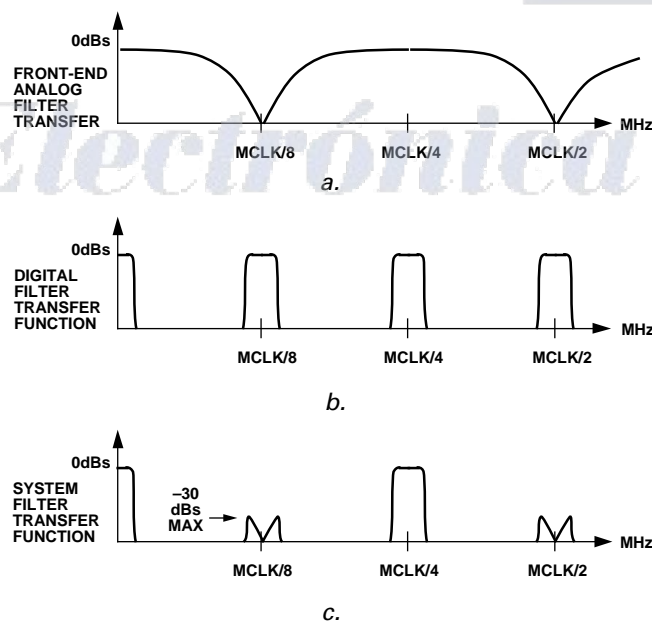 0dBs
FRONT-END
ANALOG
FILTER
TRANSFER
MHz
MCLK/8 MCLK/4 MCLK/2
Electrónica
a.
0dBs
DIGITAL
FILTER
TRANSFER
FUNCTION
MHz
MCLK/8 MCLK/4 MCLK/2
b.
0dBs
SYSTEM
FILTER
TRANSFER
FUNCTION
–30
dBs
MAX
MHz
MCLK/8 MCLK/4 MCLK/2
c.